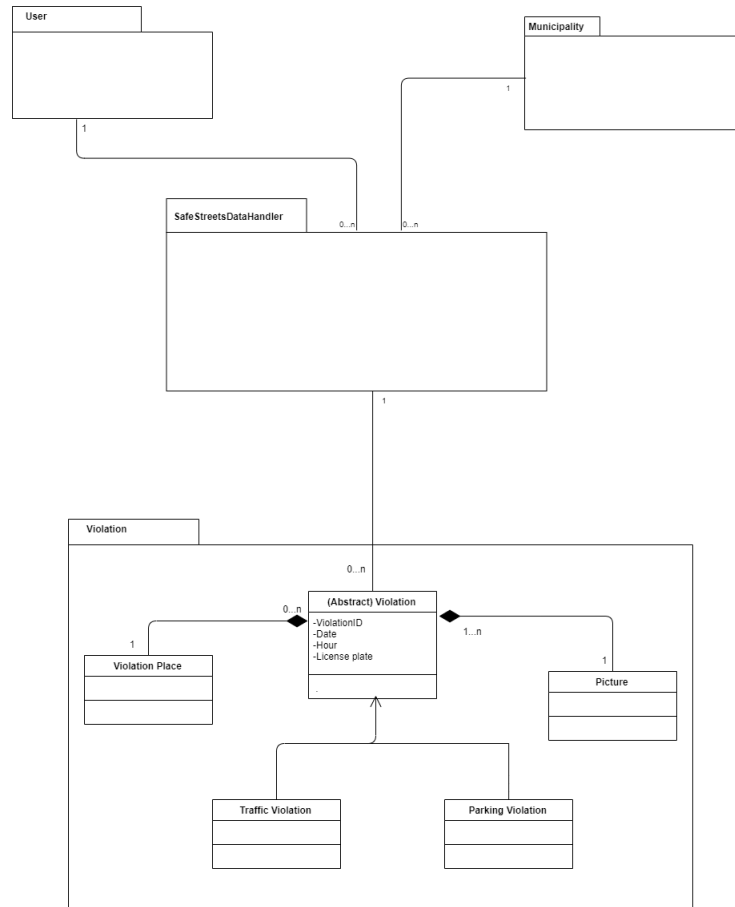 User
Municipality
1
1
SafeStreetsDataHandler
0...n
0...n
1
Violation
0...n
(Abstract) Violation
0...n
-ViolationID
-Date
-Hour
-License plate
1...n
1
Violation Place
1
Picture
.
Traffic Violation
Parking Violation